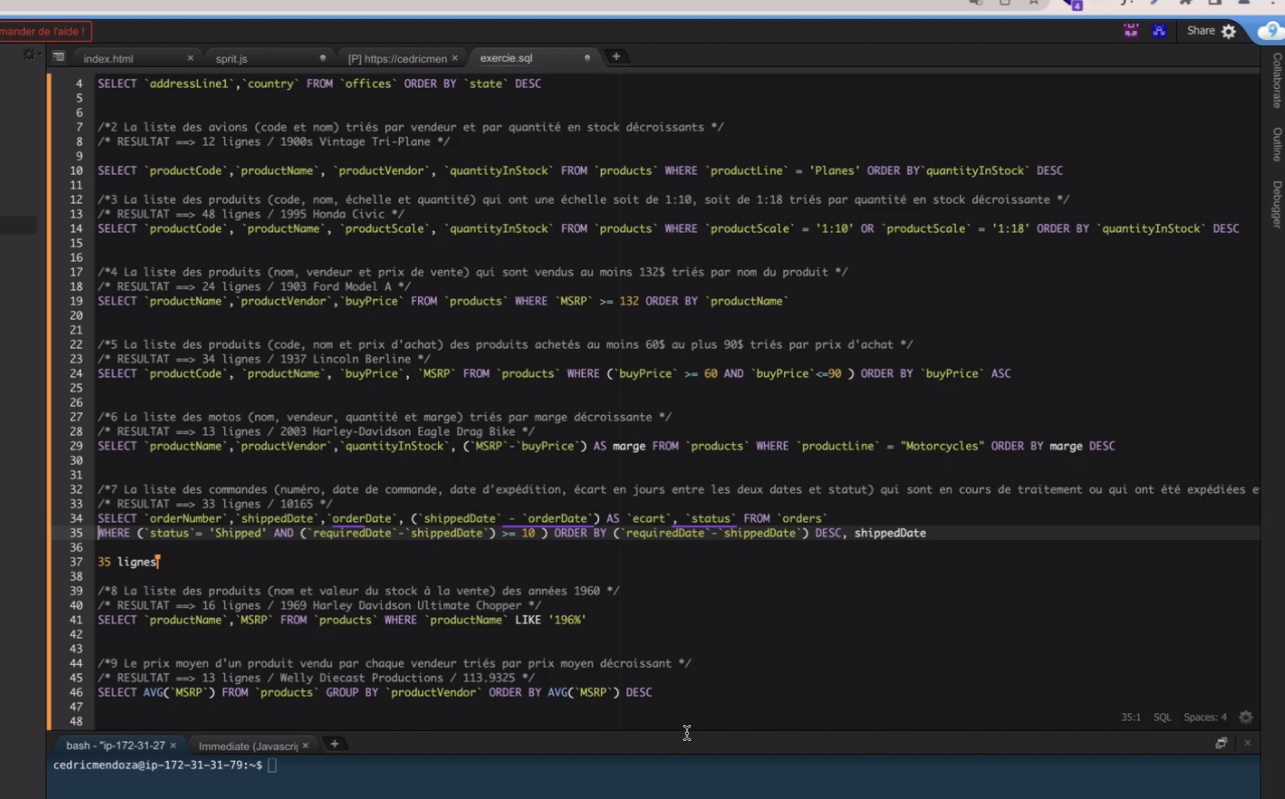 mander de l'aide !
4
Share
index.html
sprit.js
[P] https://cedricmen
exercie.sql
Collaborate
Outline
Debugger
4 SELECT `addressLine1`,`country` FROM `offices` ORDER BY `state` DESC
5
6
7 /*2 La liste des avions (code et nom) triés par vendeur et par quantité en stock décroissants */
8 /* RESULTAT ==> 12 lignes / 1900s Vintage Tri-Plane */
9
10 SELECT `productCode`,`productName`, `productVendor`, `quantityInStock` FROM `products` WHERE `productLine` = 'Planes' ORDER BY`quantityInStock` DESC
11
12 /*3 La liste des produits (code, nom, échelle et quantité) qui ont une échelle soit de 1:10, soit de 1:18 triés par quantité en stock décroissante */
13 /* RESULTAT ==> 48 lignes / 1995 Honda Civic */
14 SELECT `productCode`, `productName`, `productScale`, `quantityInStock` FROM `products` WHERE `productScale` = '1:10' OR `productScale` = '1:18' ORDER BY `quantityInStock` DESC
15
16
17 /*4 La liste des produits (nom, vendeur et prix de vente) qui sont vendus au moins 132$ triés par nom du produit */
18 /* RESULTAT ==> 24 lignes / 1903 Ford Model A */
19 SELECT `productName`,`productVendor`,`buyPrice` FROM `products` WHERE `MSRP` >= 132 ORDER BY `productName`
20
21
22 /*5 La liste des produits (code, nom et prix d'achat) des produits achetés au moins 60$ au plus 90$ triés par prix d'achat */
23 /* RESULTAT ==> 34 lignes / 1937 Lincoln Berline */
24 SELECT `productCode`, `productName`, `buyPrice`, `MSRP` FROM `products` WHERE (`buyPrice` >= 60 AND `buyPrice`<=90 ) ORDER BY `buyPrice` ASC
25
26
27 /*6 La liste des motos (nom, vendeur, quantité et marge) triés par marge décroissante */
28 /* RESULTAT ==> 13 lignes / 2003 Harley-Davidson Eagle Drag Bike */
29 SELECT `productName`,`productVendor`,`quantityInStock`, (`MSRP`-`buyPrice`) AS marge FROM `products` WHERE `productLine` = "Motorcycles" ORDER BY marge DESC
30
31
32 /*7 La liste des commandes (numéro, date de commande, date d'expédition, écart en jours entre les deux dates et statut) qui sont en cours de traitement ou qui ont été expédiées e
33 /* RESULTAT ==> 33 lignes / 10165 */
34 SELECT `orderNumber`,`shippedDate`,`orderDate`, (`shippedDate` - `orderDate`) AS `ecart`, `status` FROM `orders`
35 WHERE (`status`= 'Shipped' AND (`requiredDate`-`shippedDate`) >= 10 ) ORDER BY (`requiredDate`-`shippedDate`) DESC, shippedDate
36
37 35 lignes
38
39 /*8 La liste des produits (nom et valeur du stock à la vente) des années 1960 */
40 /* RESULTAT ==> 16 lignes / 1969 Harley Davidson Ultimate Chopper */
41 SELECT `productName`,`MSRP` FROM `products` WHERE `productName` LIKE '196%'
42
43
44 /*9 Le prix moyen d'un produit vendu par chaque vendeur triés par prix moyen décroissant */
45 /* RESULTAT ==> 13 lignes / Welly Diecast Productions / 113.9325 */
46 SELECT AVG(`MSRP`) FROM `products` GROUP BY `productVendor` ORDER BY AVG(`MSRP`) DESC
47
48
35:1 SQL Spaces: 4
bash - "ip-172-31-27
Immediate (Javascrip
cedricmendoza@ip-172-31-31-79:~$